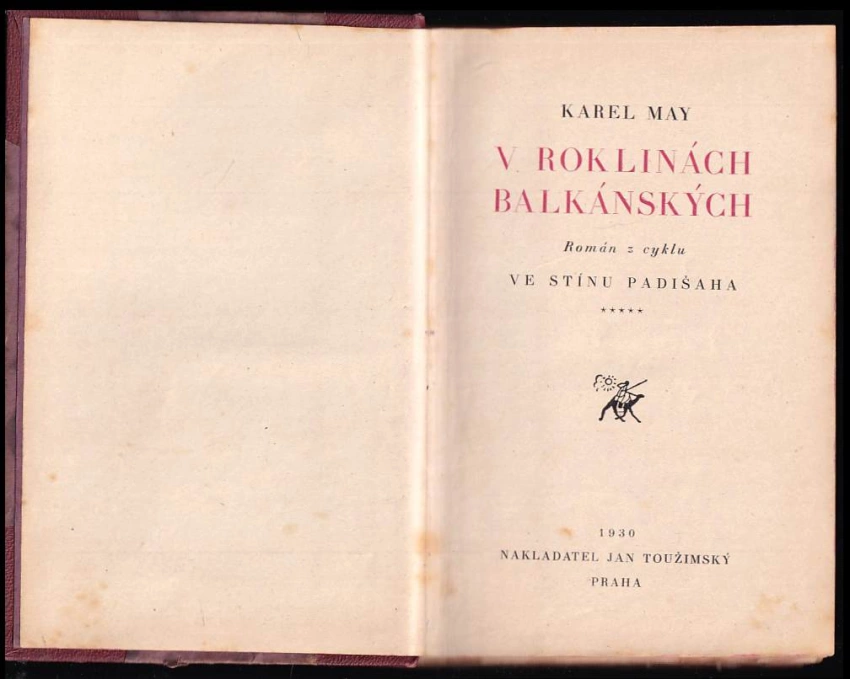 KAREL MAY
V ROKLINÁCH
BALKÁNSKÝCH
Román z cyklu
VE STÍNU PADIŠAHA
*****
1930
NAKLADATEL JAN TOUŽIMSKÝ
PRAHA